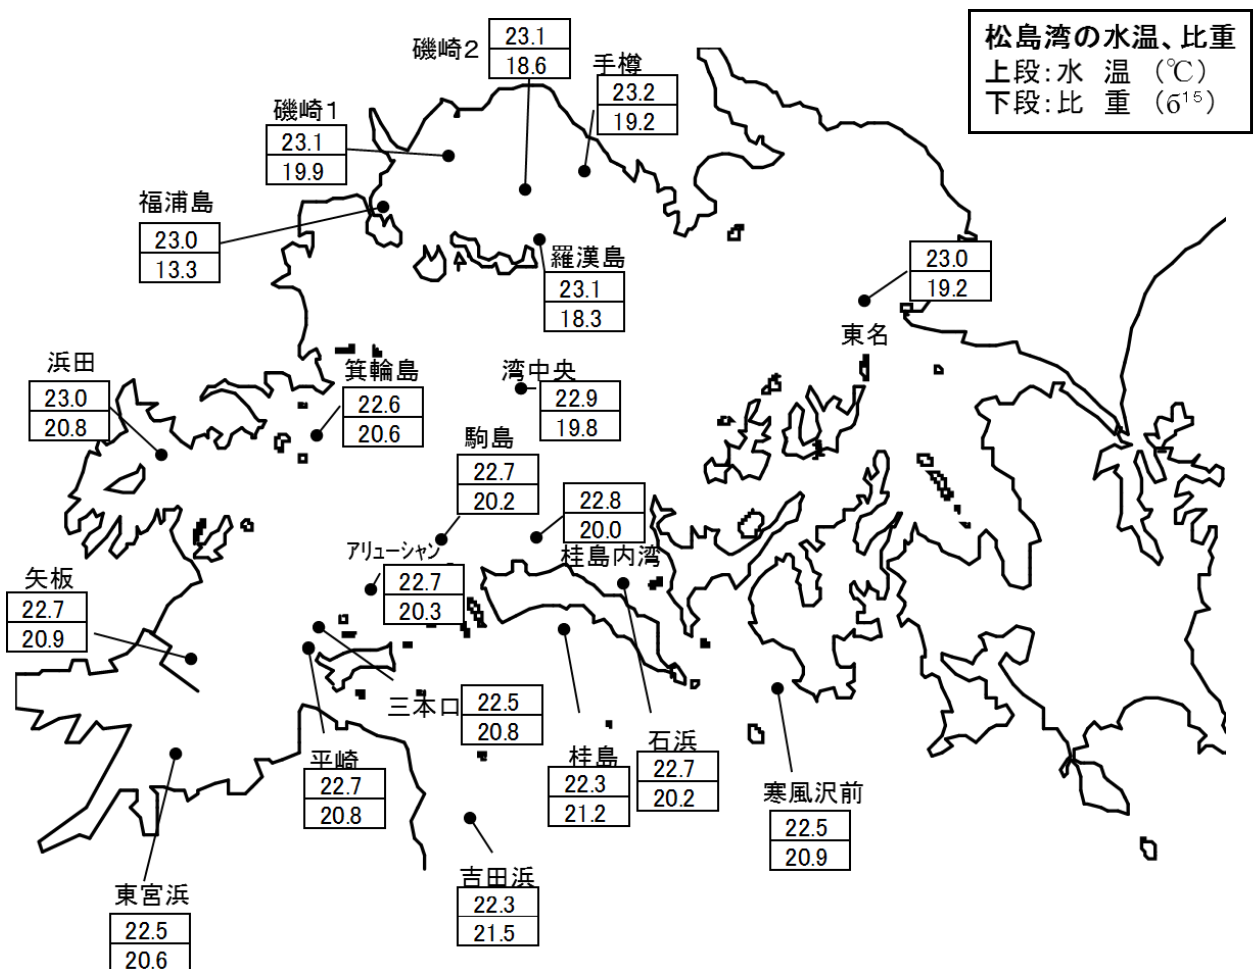 松島湾の水温、比重
上段:水 温 (℃)
下段:比 重 (б¹⁵)
磯崎2
23.1
18.6
手樽
23.2
19.2
磯崎1
23.1
19.9
福浦島
23.0
13.3
羅漢島
23.1
18.3
23.0
19.2
東名
浜田
23.0
20.8
箕輪島
22.6
20.6
湾中央
22.9
19.8
駒島
22.7
20.2
22.8
20.0
桂島内湾
アリューシャン
22.7
20.3
矢板
22.7
20.9
三本口
22.5
20.8
平崎
22.7
20.8
桂島
22.3
21.2
石浜
22.7
20.2
寒風沢前
22.5
20.9
吉田浜
22.3
21.5
東宮浜
22.5
20.6